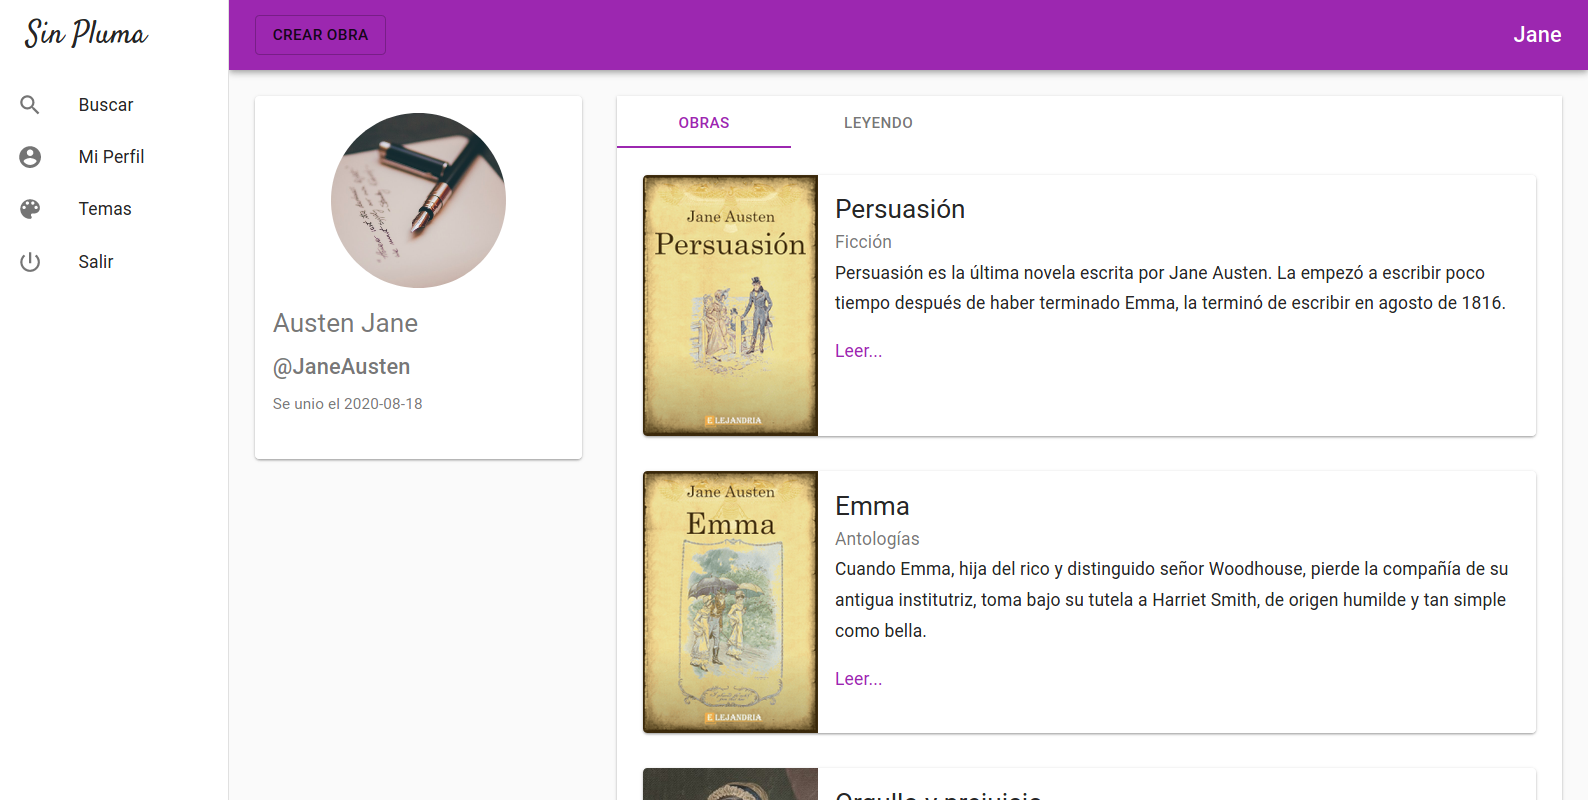 Sin Pluma
CREAR OBRA
Jane
Buscar
Mi Perfil
Temas
Salir
Austen Jane
@JaneAusten
Se unio el 2020-08-18
OBRAS
LEYENDO
Jane Austen
Persuasión
ELEJANDRIA
Persuasión
Ficción
Persuasión es la última novela escrita por Jane Austen. La empezó a escribir poco
tiempo después de haber terminado Emma, la terminó de escribir en agosto de 1816.
Leer...
Jane Austen
Emma
ELEJANDRIA
Emma
Antologías
Cuando Emma, hija del rico y distinguido señor Woodhouse, pierde la compañía de su
antigua institutriz, toma bajo su tutela a Harriet Smith, de origen humilde y tan simple
como bella.
Leer...
Orgullo y prejuicio